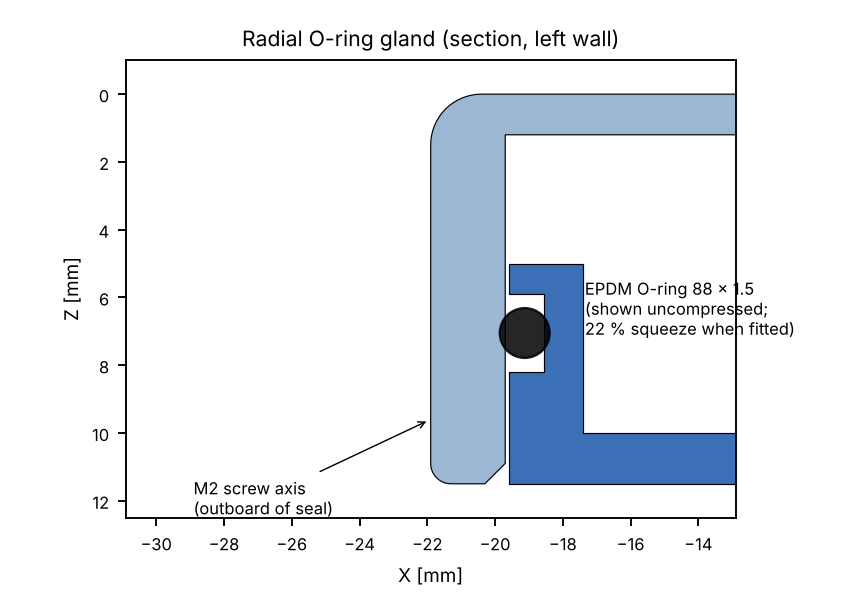 Radial O-ring gland (section, left wall)
0
2
4
6
8
10
12
Z [mm]
EPDM O-ring 88 × 1.5
(shown uncompressed;
22 % squeeze when fitted)
M2 screw axis
(outboard of seal)
−30
−28
−26
−24
−22
−20
−18
−16
−14
X [mm]